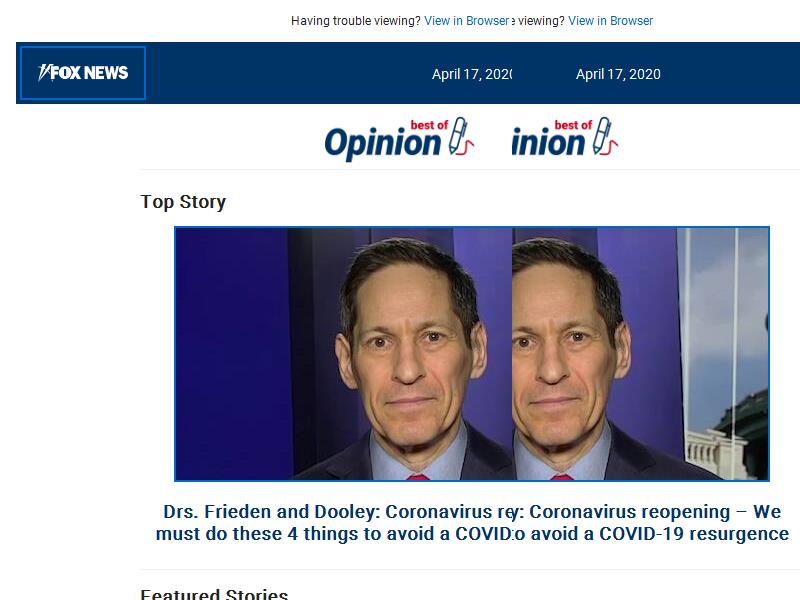 Having trouble viewing? View in Browser e viewing? View in Browser
FOX NEWS
April 17, 2020 April 17, 2020
best of best of
Opinion inion
Top Story
Drs. Frieden and Dooley: Coronavirus rey: Coronavirus reopening – We
must do these 4 things to avoid a COVID:o avoid a COVID-19 resurgence
Featured Stories